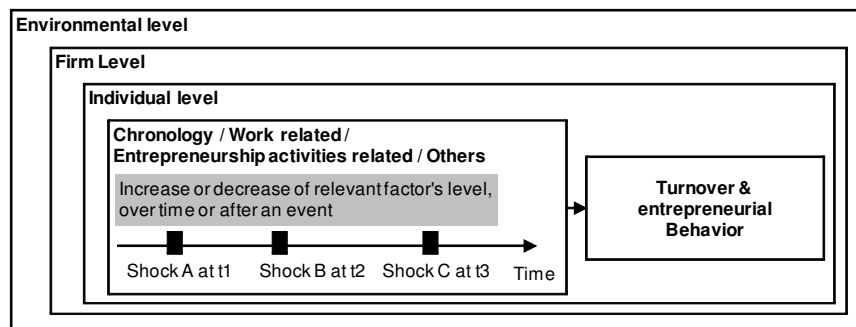 Environmental level
Firm Level
Individual level
Chronology / Work related /
Entrepreneurship activities related / Others
Increase or decrease of relevant factor's level,
over time or after an event
Shock A at t1 Shock B at t2 Shock C at t3 Time
Turnover &
entrepreneurial
Behavior